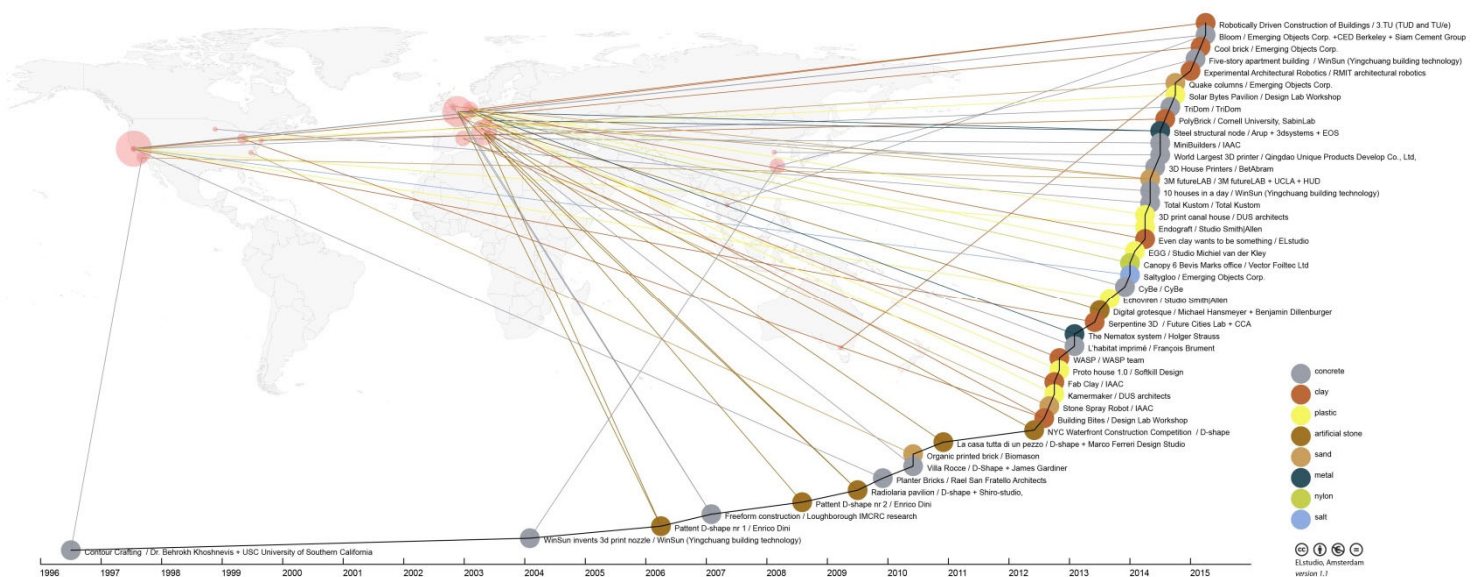 Robotically Driven Construction of Buildings / 3.TU (TUD and TU/e)
Bloom / Emerging Objects Corp. +CED Berkeley + Siam Cement Group
Cool brick / Emerging Objects Corp.
Five-story apartment building / WinSun (Yingchuang building technology)
Experimental Architectural Robotics / RMIT architectural robotics
Quake columns / Emerging Objects Corp.
Solar Bytes Pavilion / Design Lab Workshop
TriDom / TriDom
PolyBrick / Cornell University, SabinLab
Steel structural node / Arup + 3dsystems + EOS
MiniBuilders / IAAC
World Largest 3D printer / Qingdao Unique Products Develop Co., Ltd,
3D House Printers / BetAbram
3M futureLAB / 3M futureLAB + UCLA + HUD
10 houses in a day / WinSun (Yingchuang building technology)
Total Kustom / Total Kustom
3D print canal house / DUS architects
Endograft / Studio Smith|Allen
Even clay wants to be something / ELstudio
EGG / Studio Michiel van der Kley
Canopy 6 Bevis Marks office / Vector Foiltec Ltd
Saltygloo / Emerging Objects Corp.
CyBe / CyBe
Echoviren / Studio Smith|Allen
Digital grotesque / Michael Hansmeyer + Benjamin Dillenburger
Serpentine 3D / Future Cities Lab + CCA
The Nematox system / Holger Strauss
L'habitat imprimé / François Brument
WASP / WASP team
Proto house 1.0 / Softkill Design
Fab Clay / IAAC
Kamermaker / DUS architects
Stone Spray Robot / IAAC
Building Bites / Design Lab Workshop
NYC Waterfront Construction Competition / D-shape
La casa tutta di un pezzo / D-shape + Marco Ferreri Design Studio
Organic printed brick / Biomason
Villa Rocce / D-Shape + James Gardiner
Planter Bricks / Rael San Fratello Architects
Radiolaria pavilion / D-shape + Shiro-studio,
Pattent D-shape nr 2 / Enrico Dini
Freeform construction / Loughborough IMCRC research
Pattent D-shape nr 1 / Enrico Dini
WinSun invents 3d print nozzle / WinSun (Yingchuang building technology)
Contour Crafting / Dr. Behrokh Khoshnevis + USC University of Southern California
1996 1997 1998 1999 2000 2001 2002 2003 2004 2005 2006 2007 2008 2009 2010 2011 2012 2013 2014 2015
concrete
clay
plastic
artificial stone
sand
metal
nylon
salt
cc
ELstudio, Amsterdam
version 1.1